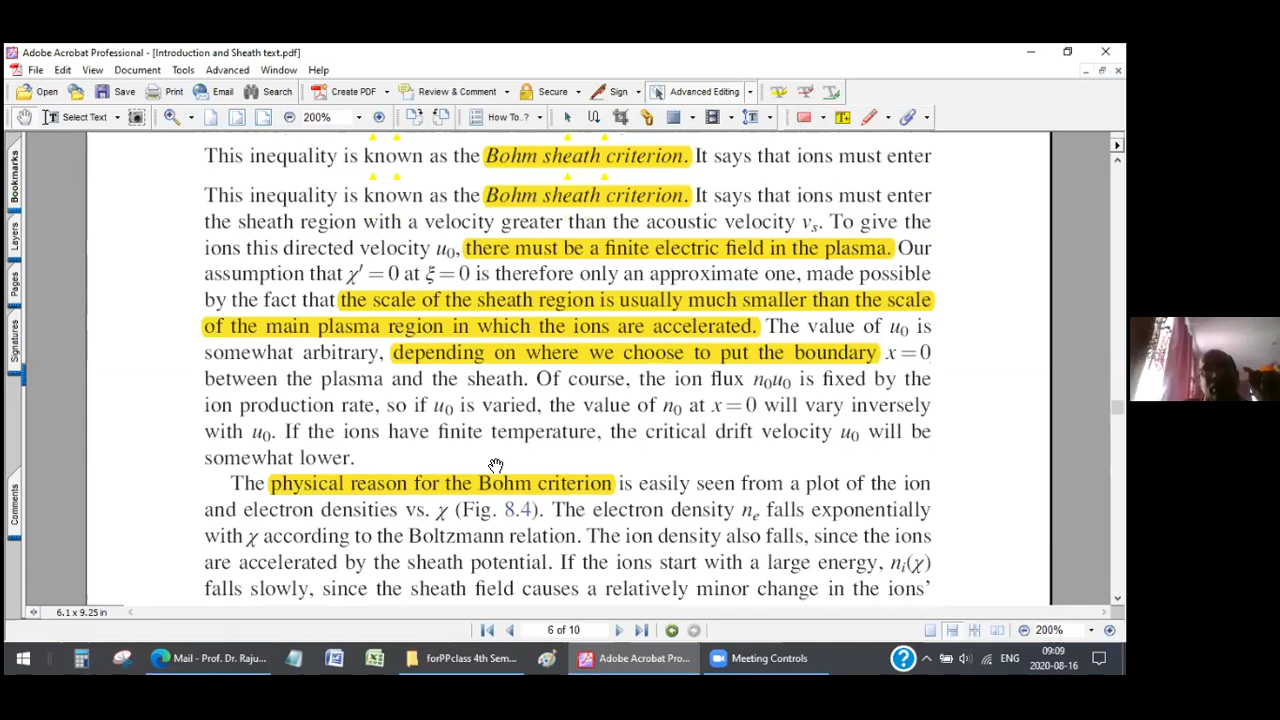 Adobe Acrobat Professional - [Introduction and Sheath text.pdf]
File Edit View Document Tools Advanced Window Help
Open Save Print Email Search Create PDF Review & Comment Secure Sign Advanced Editing
Select Text 200% How To..?
Bookmarks
Layers
Pages
Signatures
Comments
This inequality is known as the Bohm sheath criterion. It says that ions must enter
This inequality is known as the Bohm sheath criterion. It says that ions must enter
the sheath region with a velocity greater than the acoustic velocity vs. To give the
ions this directed velocity u0, there must be a finite electric field in the plasma. Our
assumption that χ′ = 0 at ξ = 0 is therefore only an approximate one, made possible
by the fact that the scale of the sheath region is usually much smaller than the scale
of the main plasma region in which the ions are accelerated. The value of u0 is
somewhat arbitrary, depending on where we choose to put the boundary x = 0
between the plasma and the sheath. Of course, the ion flux n0u0 is fixed by the
ion production rate, so if u0 is varied, the value of n0 at x = 0 will vary inversely
with u0. If the ions have finite temperature, the critical drift velocity u0 will be
somewhat lower.
The physical reason for the Bohm criterion is easily seen from a plot of the ion
and electron densities vs. χ (Fig. 8.4). The electron density ne falls exponentially
with χ according to the Boltzmann relation. The ion density also falls, since the ions
are accelerated by the sheath potential. If the ions start with a large energy, ni(χ)
falls slowly, since the sheath field causes a relatively minor change in the ions’
6.1 x 9.25 in
6 of 10
200%
Mail - Prof. Dr. Raju...
forPPclass 4th Sem...
Adobe Acrobat Pro...
Meeting Controls
ENG
09:09
2020-08-16